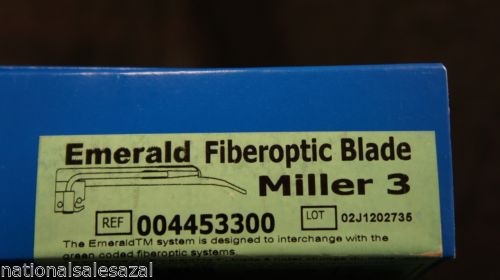 Emerald Fiberoptic Blade
Miller 3
REF 004453300 LOT 02J1202735
The EmeraldTM system is designed to interchange with the
green coded fiberoptic systems.
nationalsalesazal